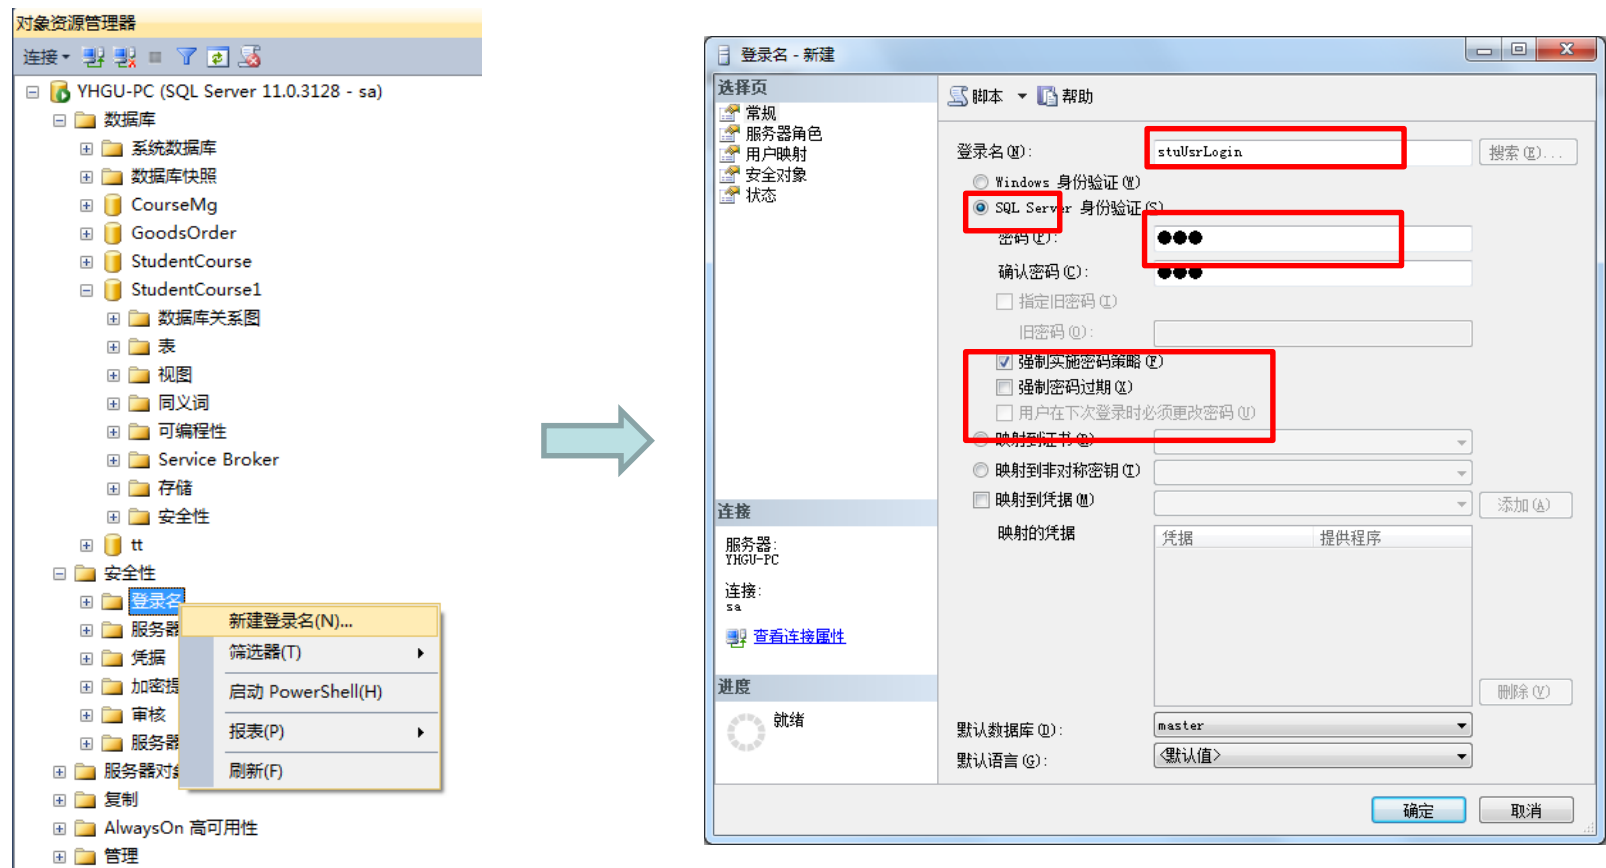 对象资源管理器
连接
YHGU-PC (SQL Server 11.0.3128 - sa)
数据库
系统数据库
数据库快照
CourseMg
GoodsOrder
StudentCourse
StudentCourse1
数据库关系图
表
视图
同义词
可编程性
Service Broker
存储
安全性
tt
安全性
登录名
服务器
凭据
加密提
审核
服务器
服务器对象
复制
AlwaysOn 高可用性
管理
新建登录名(N)...
筛选器(T)
启动 PowerShell(H)
报表(P)
刷新(F)
登录名 - 新建
选择页
常规
服务器角色
用户映射
安全对象
状态
连接
服务器:
YHGU-PC
连接:
sa
查看连接属性
进度
就绪
脚本 帮助
登录名(N): stuUsrLogin 搜索(E)...
Windows 身份验证(W)
SQL Server 身份验证(S)
密码(P): ●●●
确认密码(C): ●●●
指定旧密码(I)
旧密码(O):
强制实施密码策略(F)
强制密码过期(X)
用户在下次登录时必须更改密码(U)
映射到证书(R)
映射到非对称密钥(T)
映射到凭据(M) 添加(A)
映射的凭据 凭据 提供程序
删除(V)
默认数据库(D): master
默认语言(G): <默认值>
确定 取消